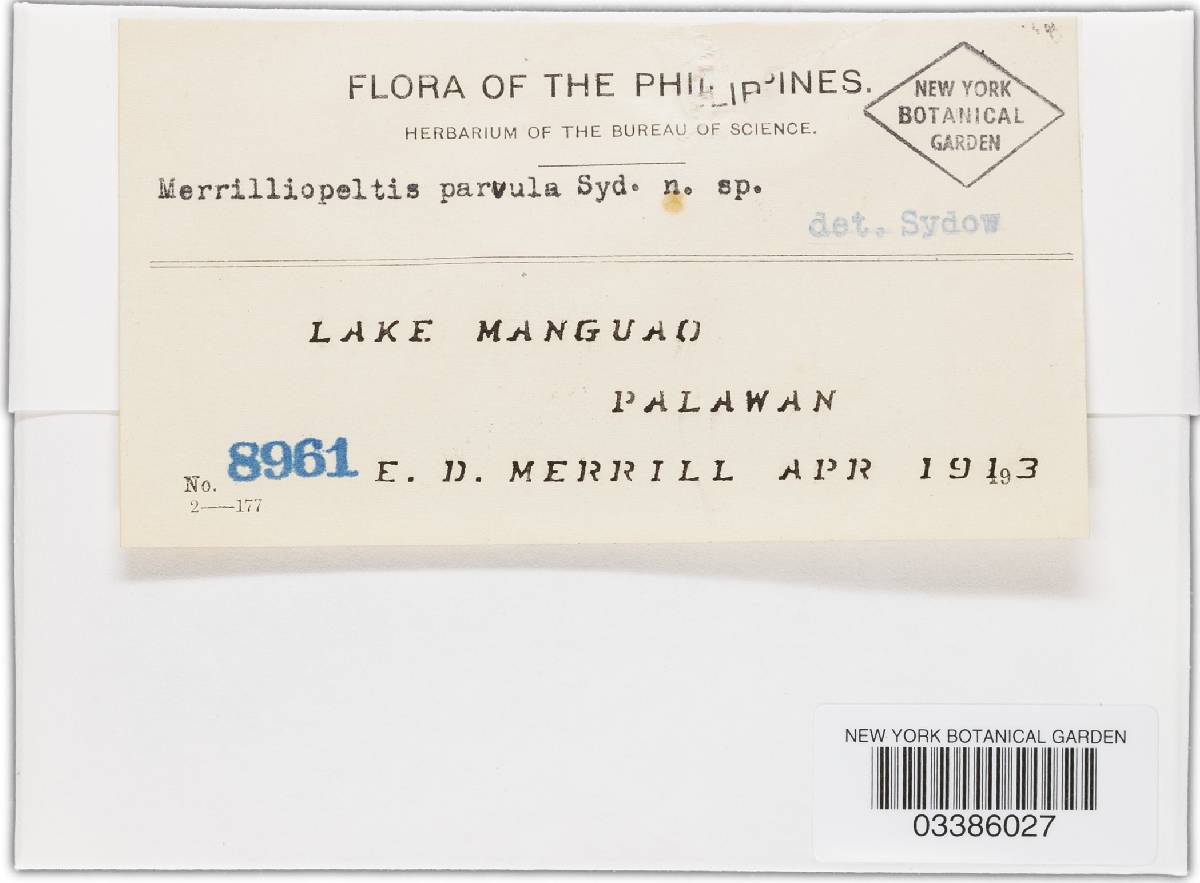 FLORA OF THE PHILIPPINES.
HERBARIUM OF THE BUREAU OF SCIENCE.
NEW YORK
BOTANICAL
GARDEN
Merrilliopeltis parvula Syd. n. sp.
det. Sydow
LAKE MANGUAO
PALAWAN
No. 8961 E. D. MERRILL APR 1913 19
2——177
NEW YORK BOTANICAL GARDEN
03386027